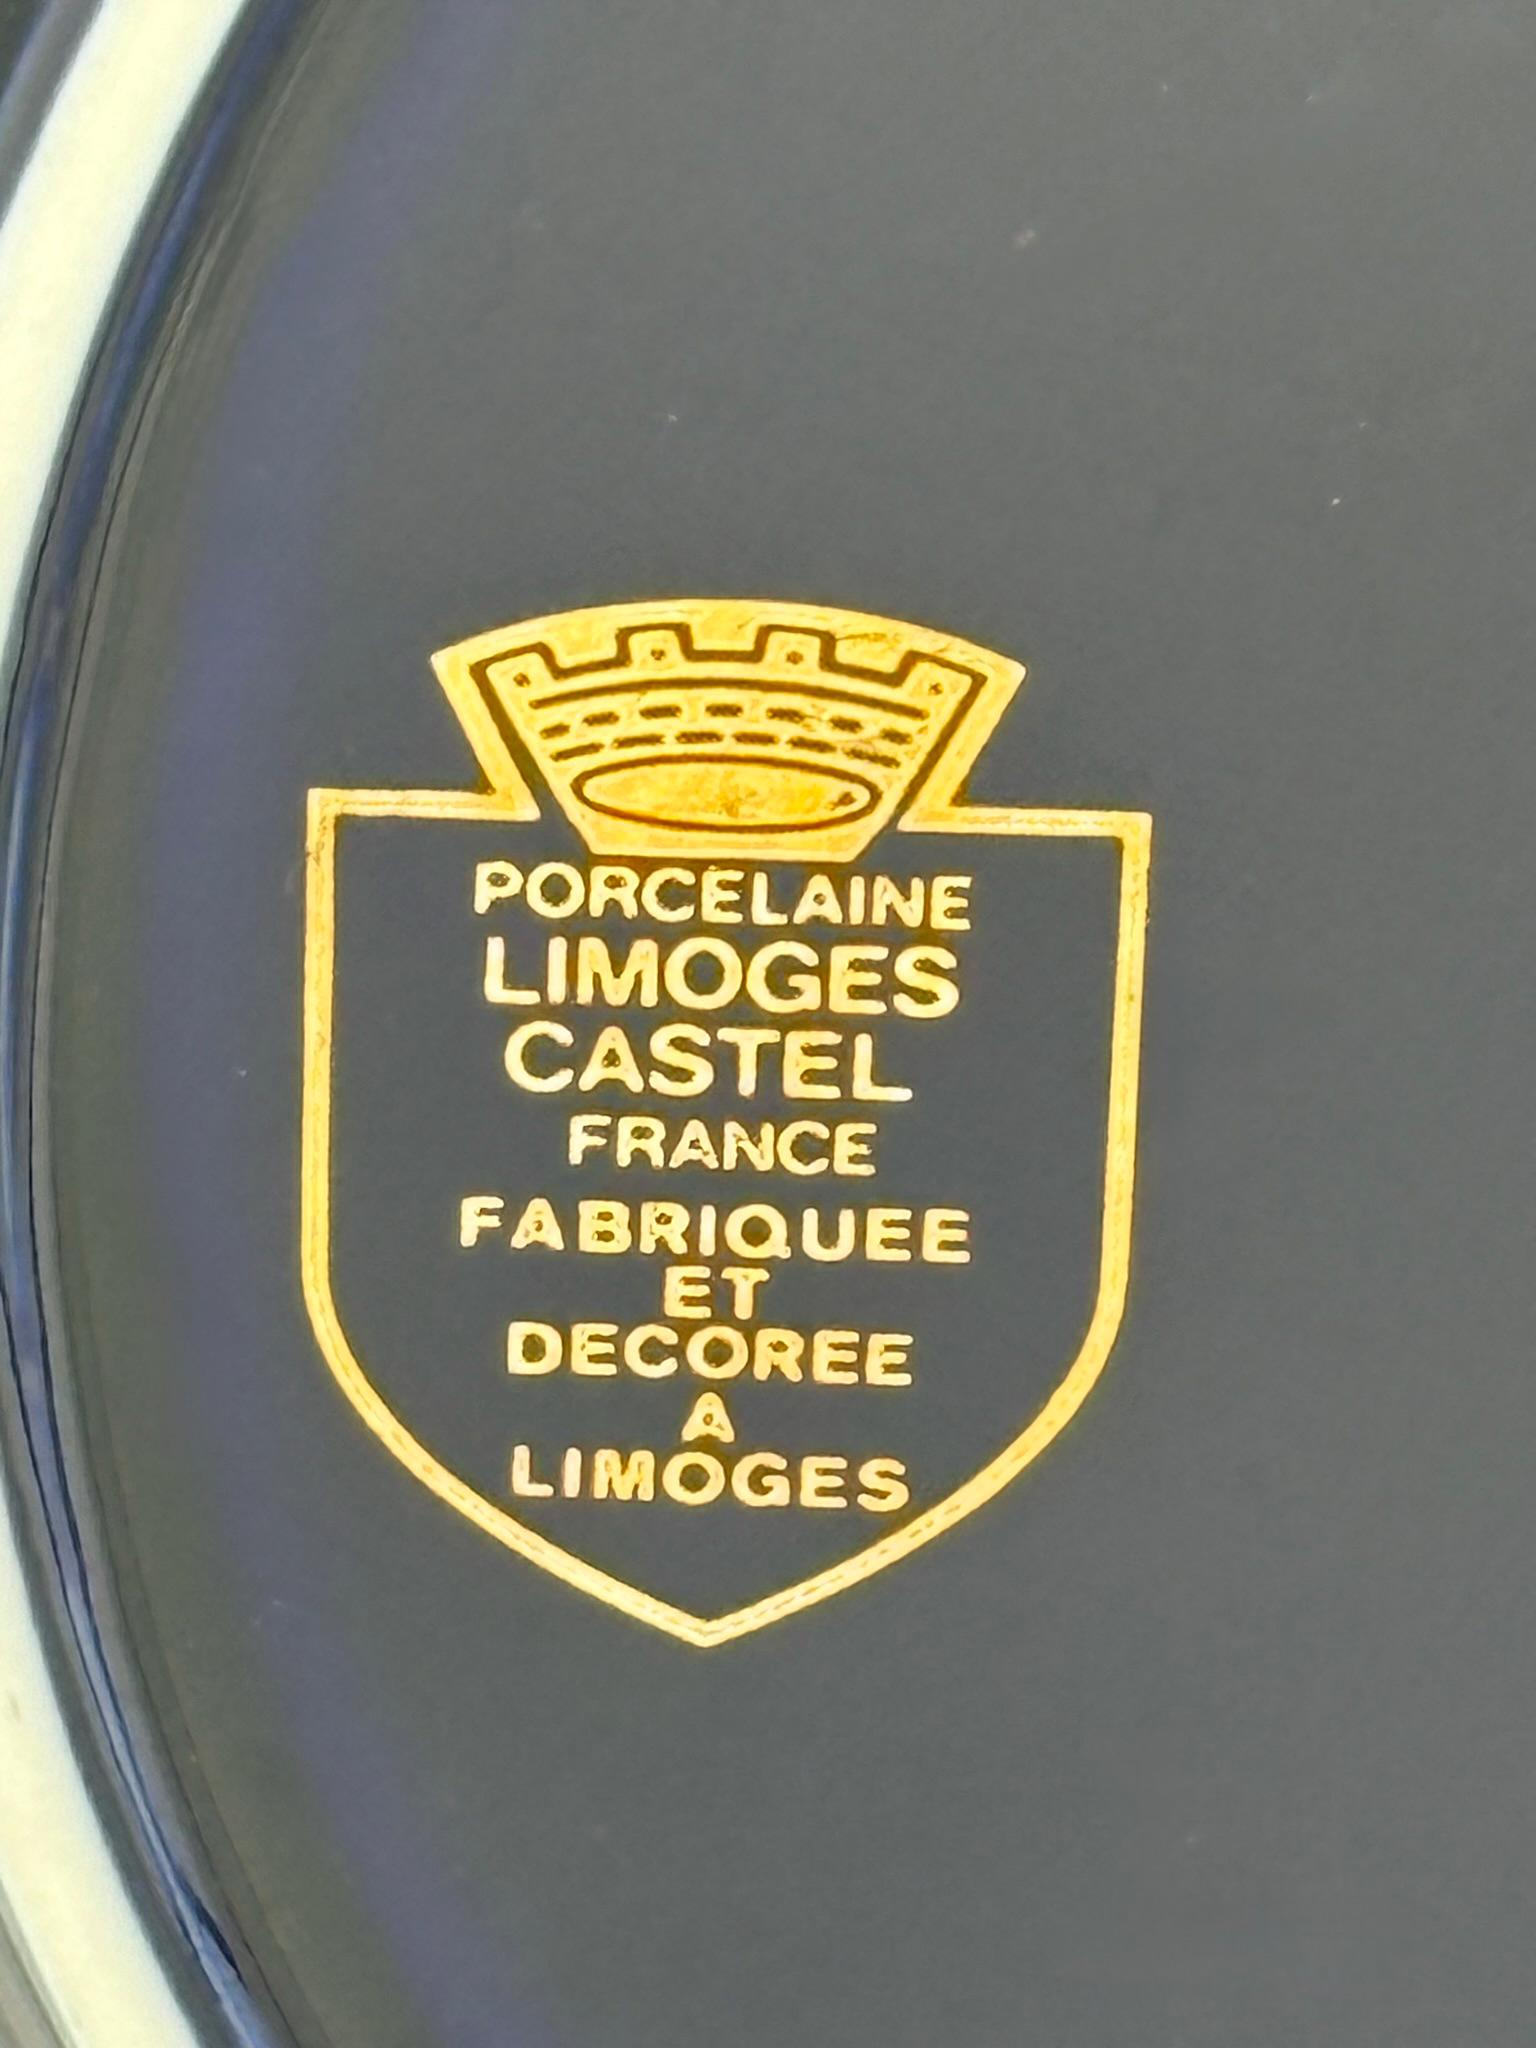 PORCELAINE
LIMOGES
CASTEL
FRANCE
FABRIQUEE
ET
DECOREE
A
LIMOGES